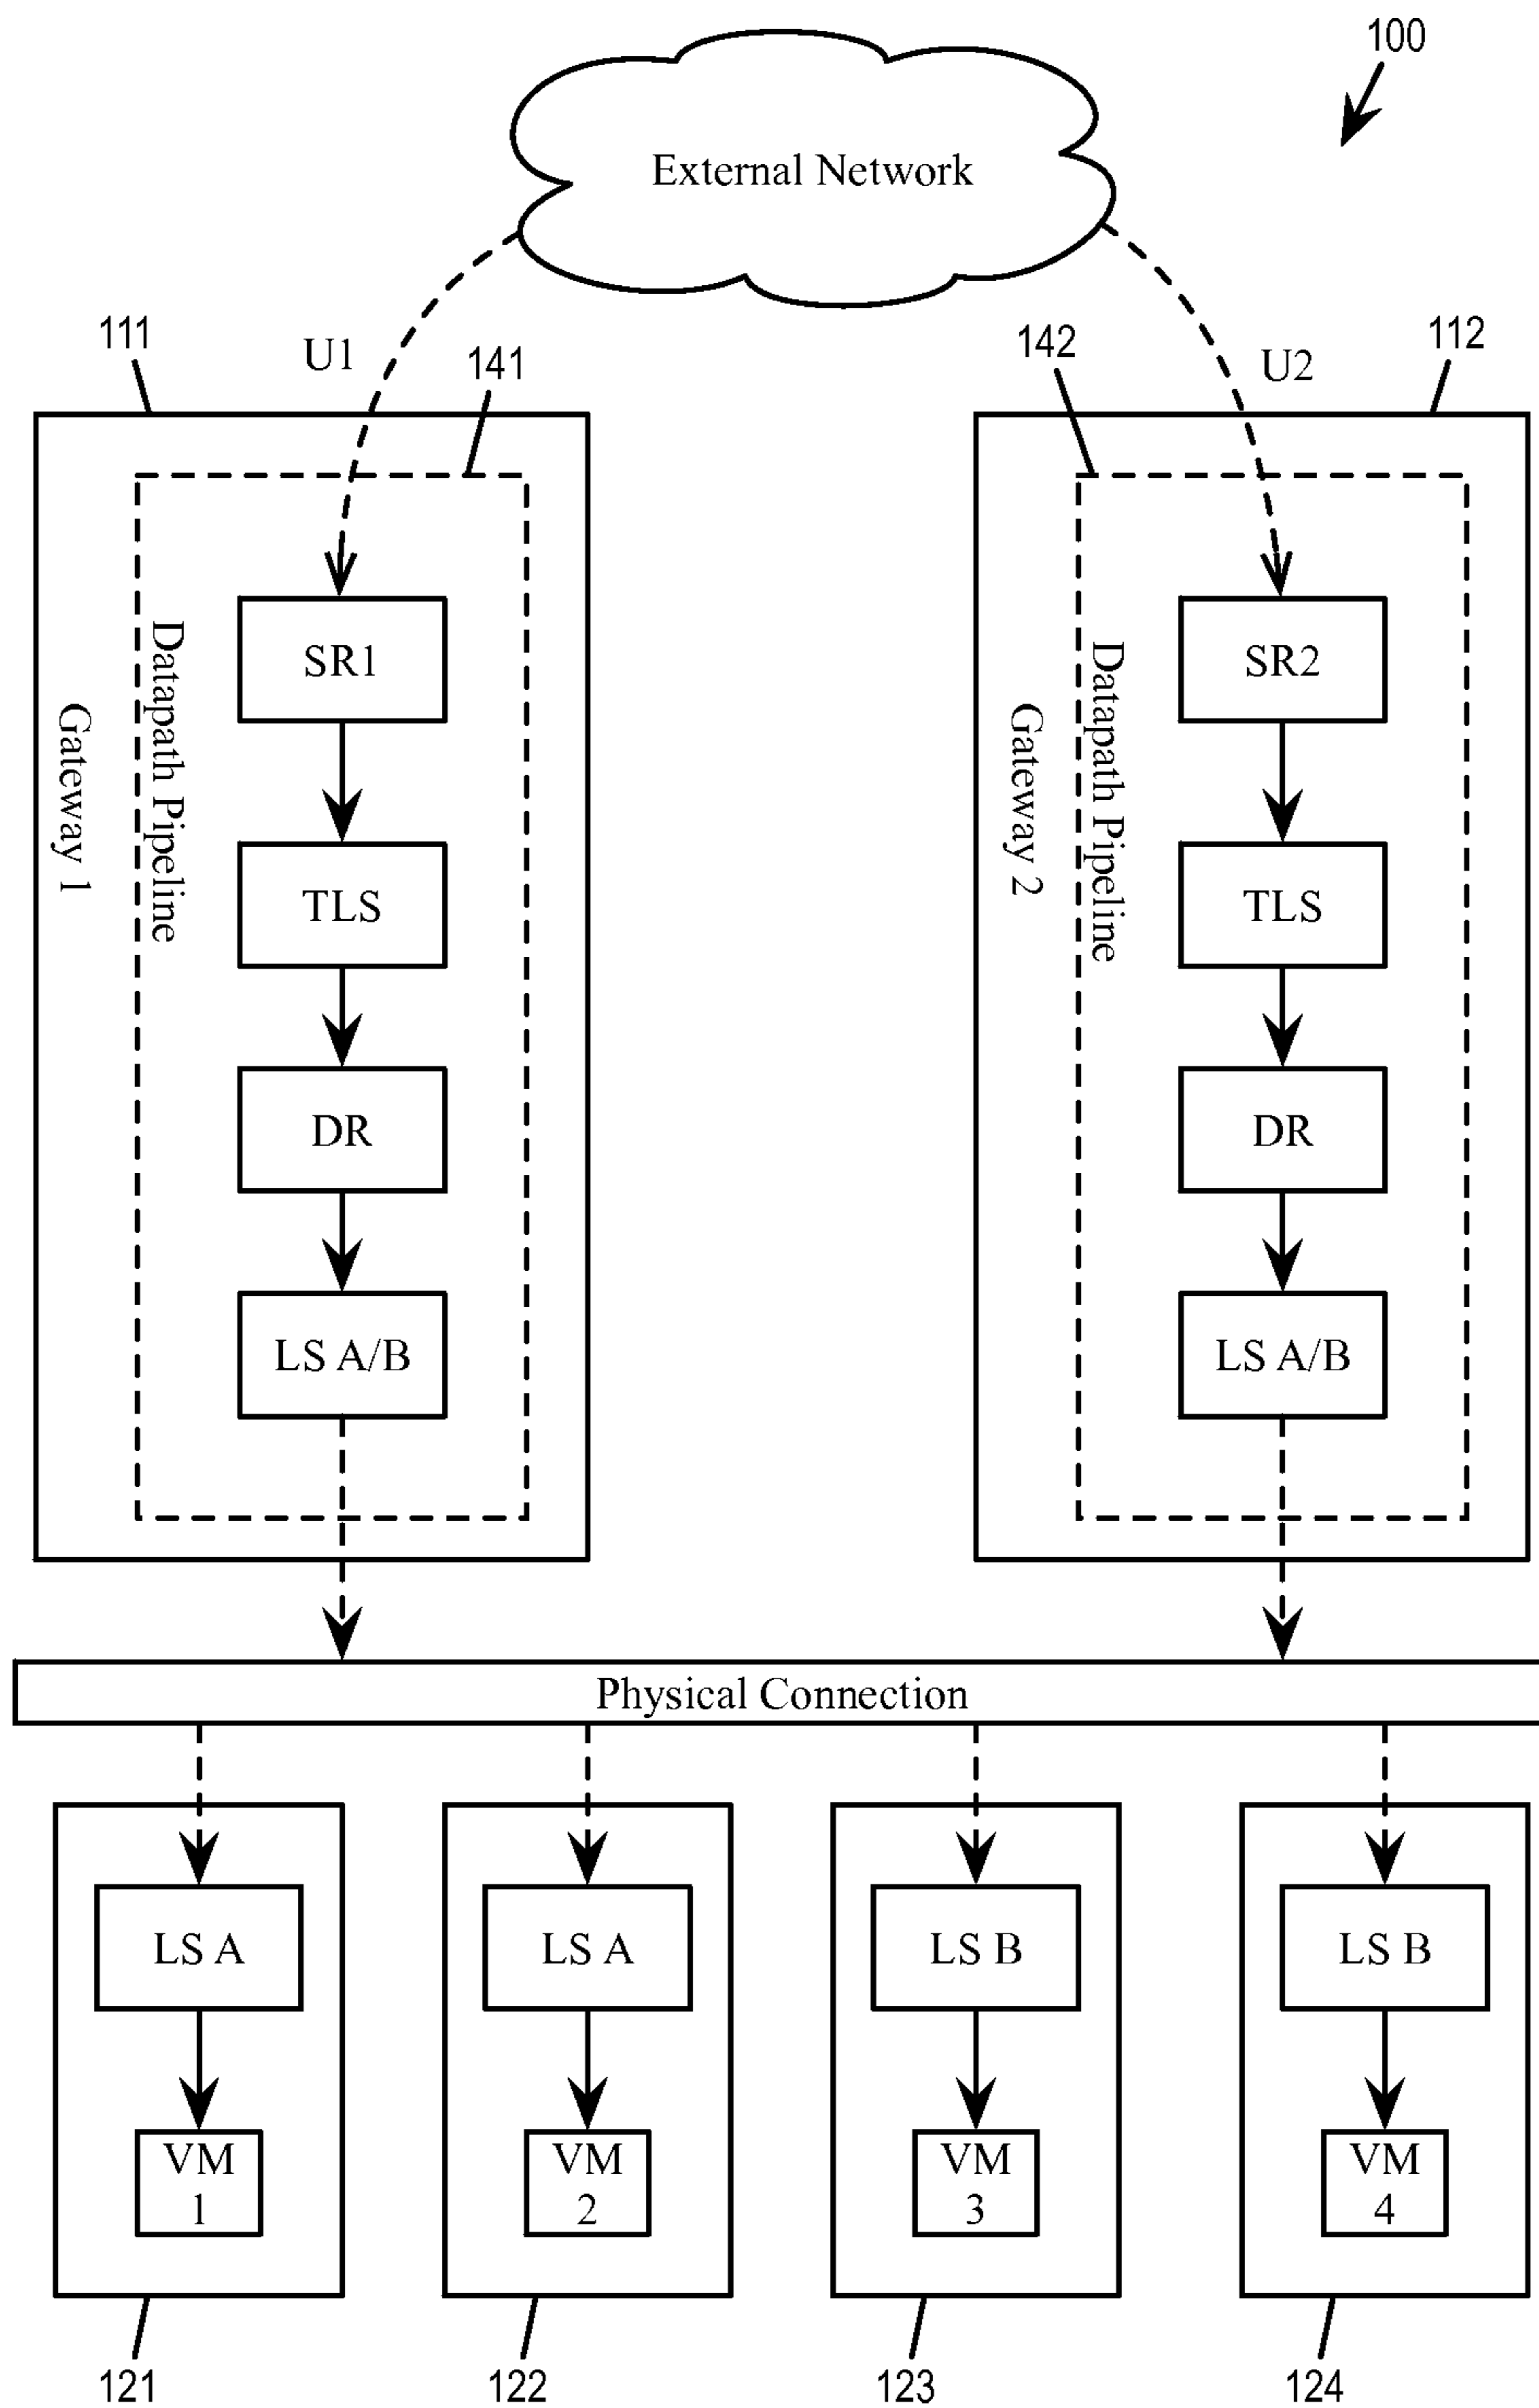 100
External Network
111
U1
141
142
U2
112
Gateway 1
Datapath Pipeline
SR1
TLS
DR
LS A/B
Gateway 2
Datapath Pipeline
SR2
TLS
DR
LS A/B
Physical Connection
LS A
LS A
LS B
LS B
VM
1
VM
2
VM
3
VM
4
121
122
123
124